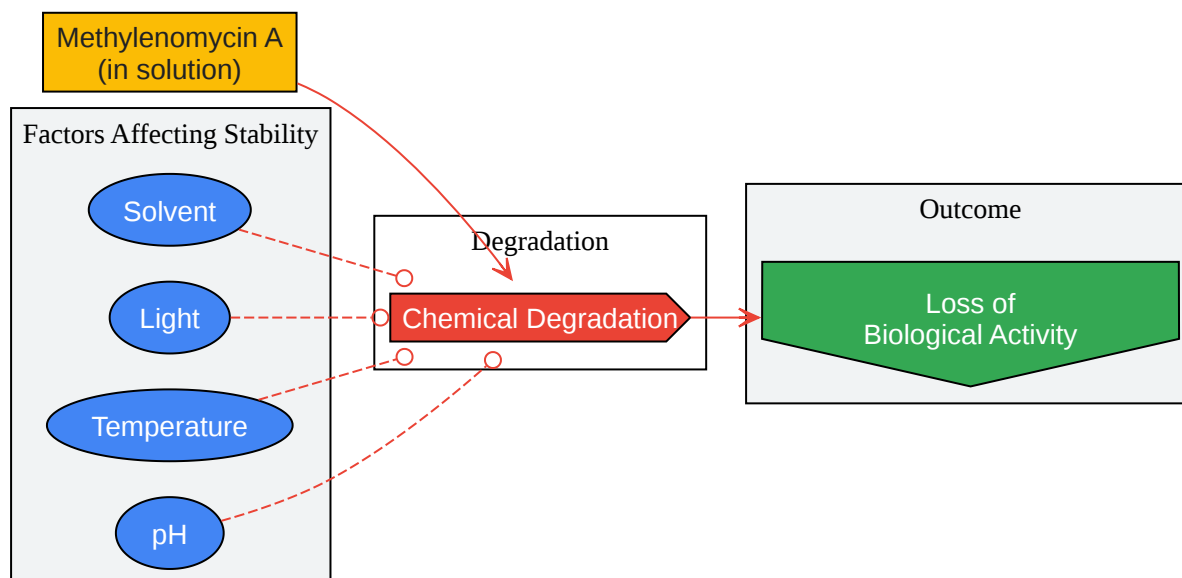 Methylenomycin A
(in solution)
Factors Affecting Stability
Solvent
Light
Temperature
pH
Degradation
Chemical Degradation
Outcome
Loss of
Biological Activity